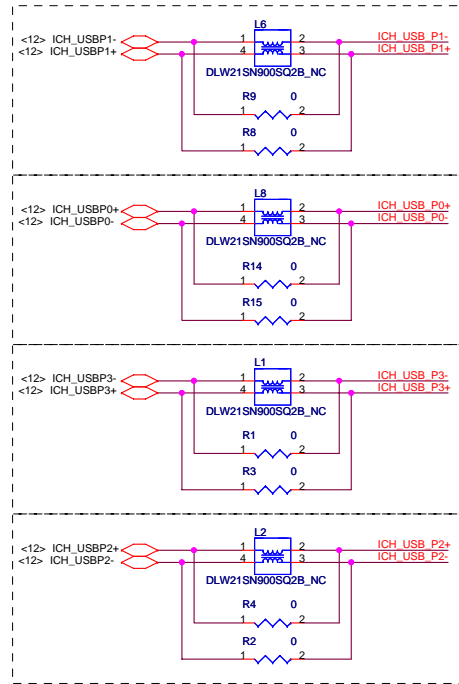 L6
<12> ICH_USBP1- 1 2 ICH_USB_P1-
<12> ICH_USBP1+ 4 3 ICH_USB_P1+
DLW21SN900SQ2B_NC
R9 0
1 2
R8 0
1 2
L8
<12> ICH_USBP0+ 1 2 ICH_USB_P0+
<12> ICH_USBP0- 4 3 ICH_USB_P0-
DLW21SN900SQ2B_NC
R14 0
1 2
R15 0
1 2
L1
<12> ICH_USBP3- 1 2 ICH_USB_P3-
<12> ICH_USBP3+ 4 3 ICH_USB_P3+
DLW21SN900SQ2B_NC
R1 0
1 2
R3 0
1 2
L2
<12> ICH_USBP2+ 1 2 ICH_USB_P2+
<12> ICH_USBP2- 4 3 ICH_USB_P2-
DLW21SN900SQ2B_NC
R4 0
1 2
R2 0
1 2